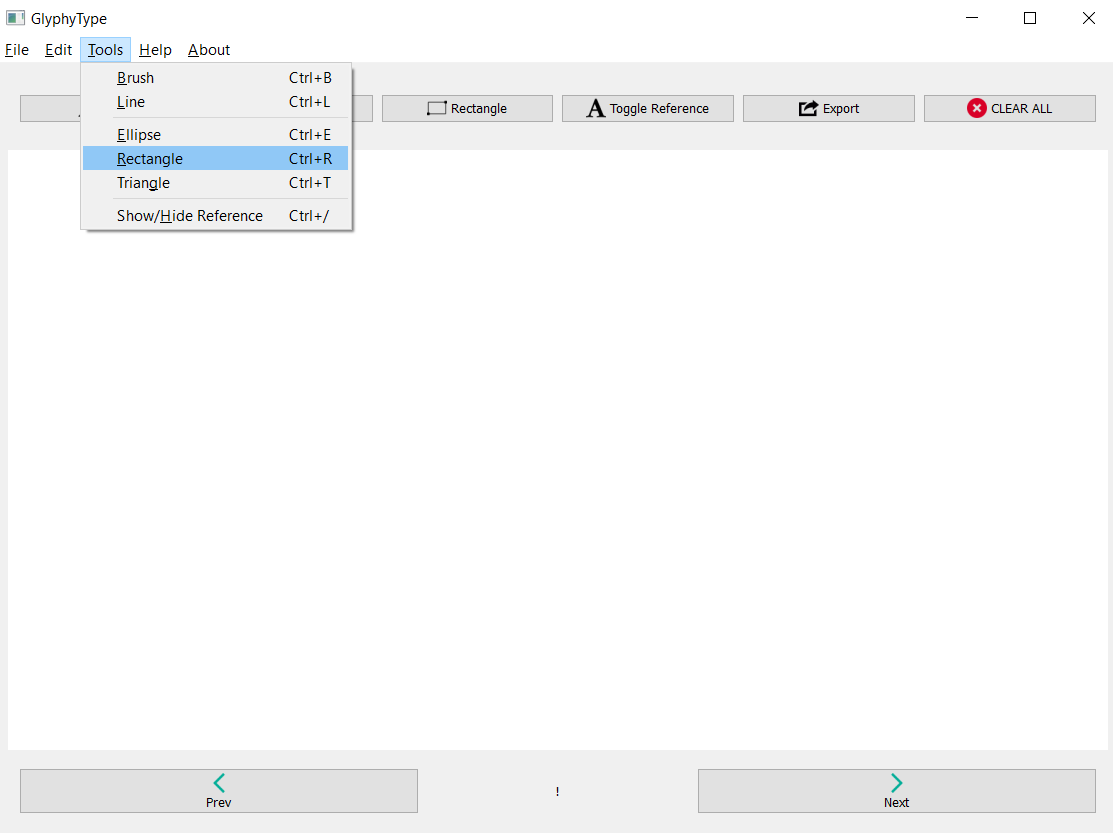 GlyphyType
File Edit Tools Help About
Brush Ctrl+B
Line Ctrl+L
Ellipse Ctrl+E
Rectangle Ctrl+R
Triangle Ctrl+T
Show/Hide Reference Ctrl+/
Rectangle Toggle Reference Export CLEAR ALL
Prev ! Next